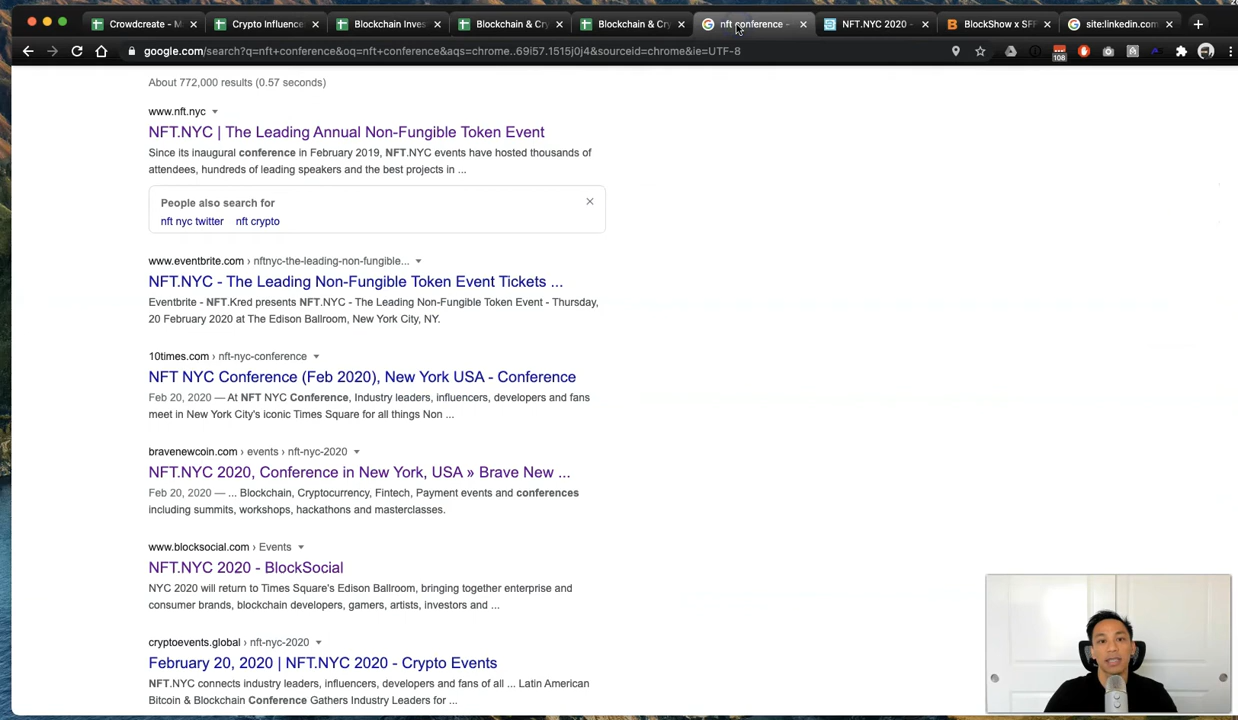 Crowdcreate - M
Crypto Influence
Blockchain Inves
Blockchain & Cry
Blockchain & Cry
nft conference -
NFT.NYC 2020 -
BlockShow x SFF
site:linkedin.com
google.com/search?q=nft+conference&oq=nft+conference&aqs=chrome..69i57.1515j0j4&sourceid=chrome&ie=UTF-8
108
About 772,000 results (0.57 seconds)
www.nft.nyc
NFT.NYC | The Leading Annual Non-Fungible Token Event
Since its inaugural conference in February 2019, NFT.NYC events have hosted thousands of
attendees, hundreds of leading speakers and the best projects in ...
People also search for
nft nyc twitter nft crypto
www.eventbrite.com › nftnyc-the-leading-non-fungible...
NFT.NYC - The Leading Non-Fungible Token Event Tickets ...
Eventbrite - NFT.Kred presents NFT.NYC - The Leading Non-Fungible Token Event - Thursday,
20 February 2020 at The Edison Ballroom, New York City, NY.
10times.com › nft-nyc-conference
NFT NYC Conference (Feb 2020), New York USA - Conference
Feb 20, 2020 — At NFT NYC Conference, Industry leaders, influencers, developers and fans
meet in New York City's iconic Times Square for all things Non ...
bravenewcoin.com › events › nft-nyc-2020
NFT.NYC 2020, Conference in New York, USA » Brave New ...
Feb 20, 2020 — ... Blockchain, Cryptocurrency, Fintech, Payment events and conferences
including summits, workshops, hackathons and masterclasses.
www.blocksocial.com › Events
NFT.NYC 2020 - BlockSocial
NYC 2020 will return to Times Square's Edison Ballroom, bringing together enterprise and
consumer brands, blockchain developers, gamers, artists, investors and ...
cryptoevents.global › nft-nyc-2020
February 20, 2020 | NFT.NYC 2020 - Crypto Events
NFT.NYC connects industry leaders, influencers, developers and fans of all ... Latin American
Bitcoin & Blockchain Conference Gathers Industry Leaders for ...